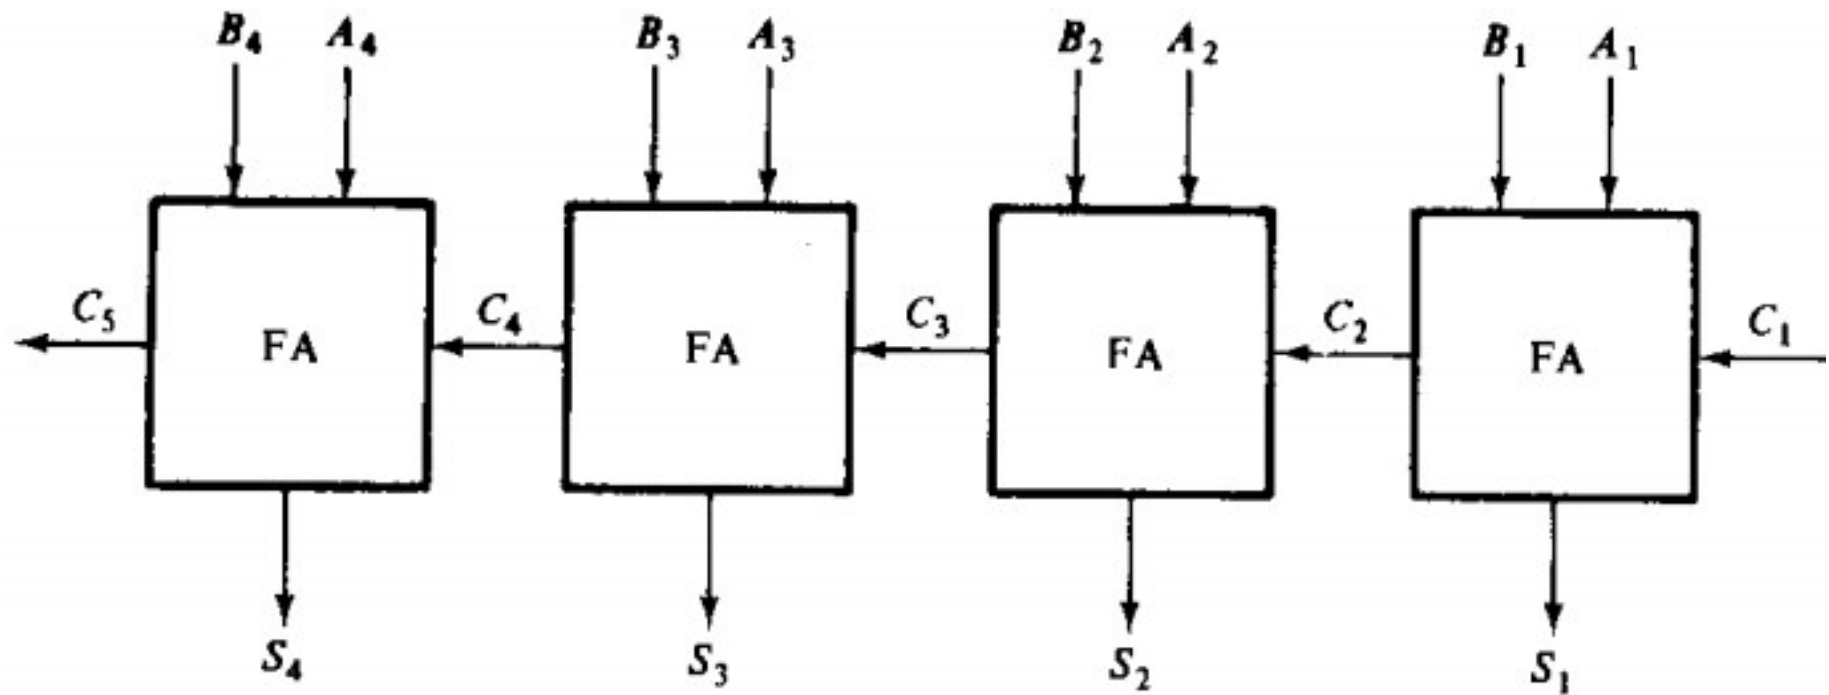 B₄ A₄ B₃ A₃ B₂ A₂ B₁ A₁
C₅ FA C₄ FA C₃ FA C₂ FA C₁
S₄ S₃ S₂ S₁